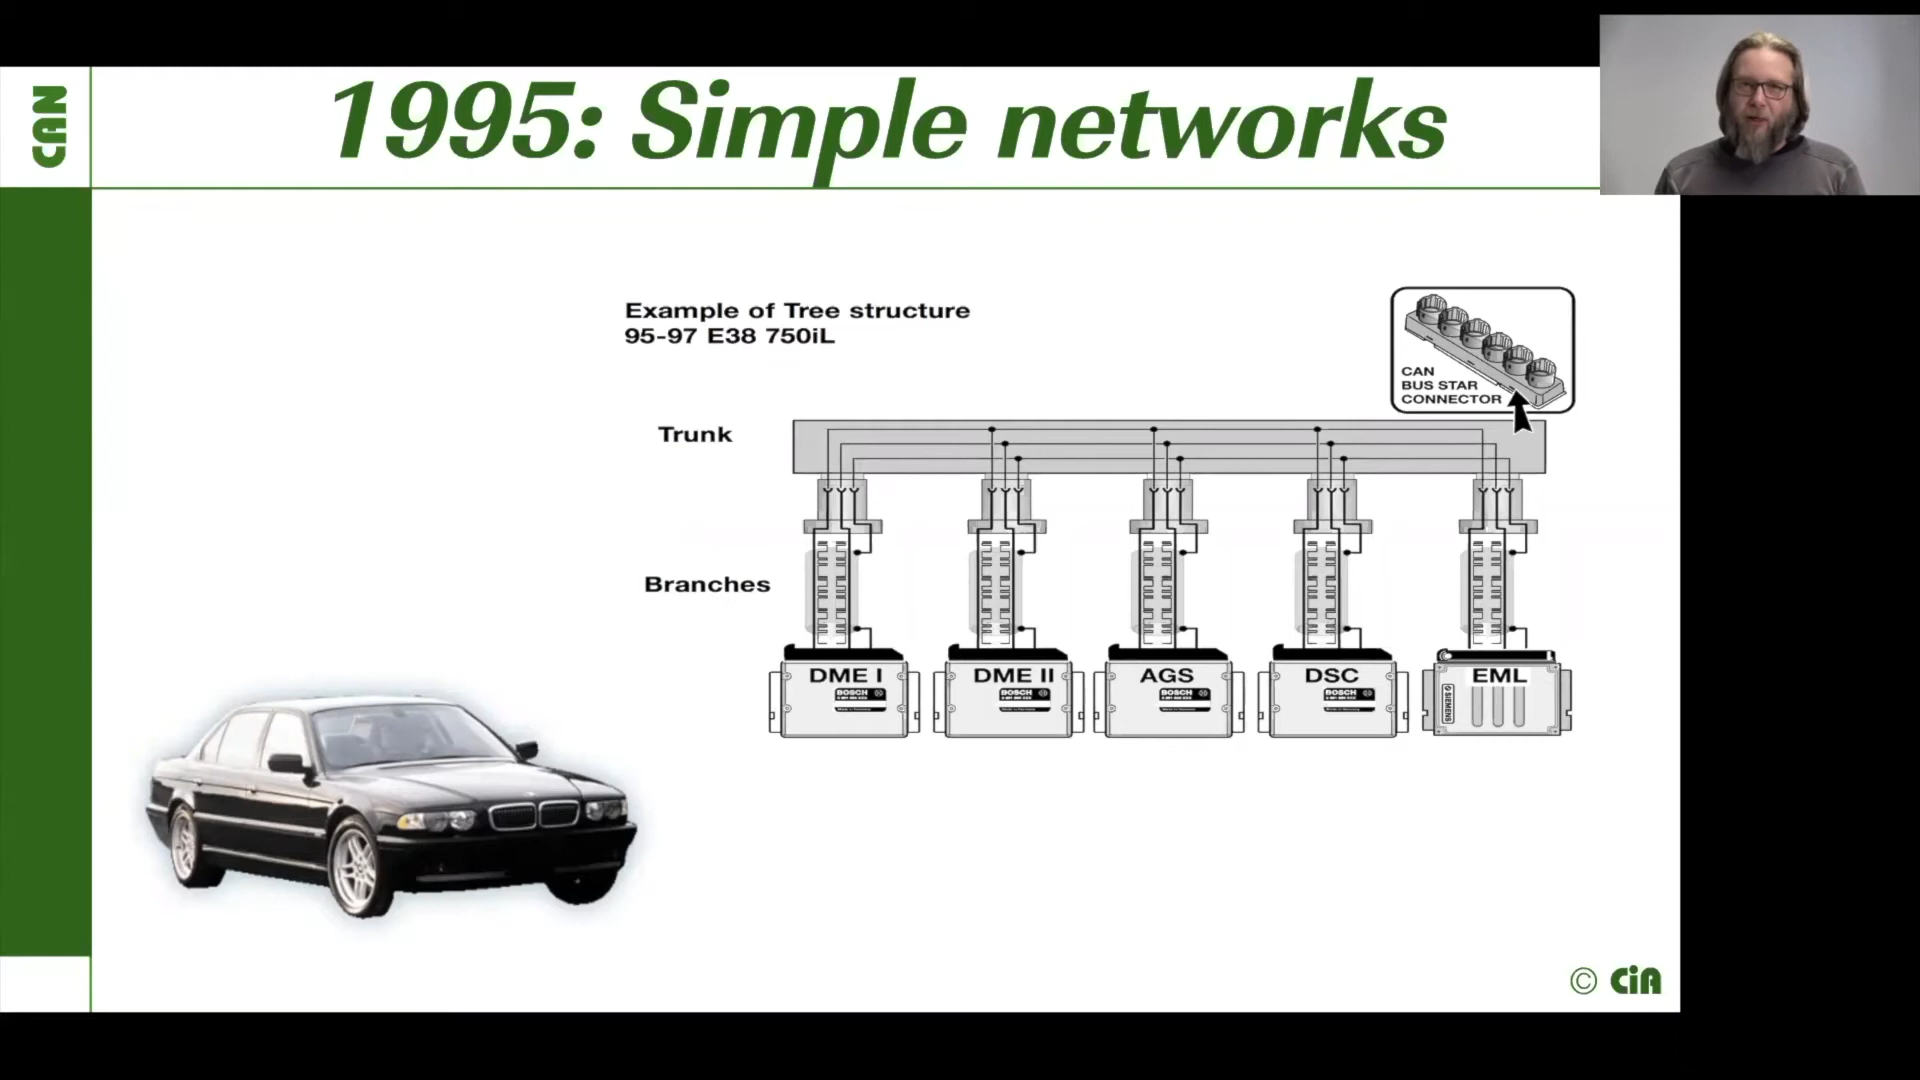 CAN
1995: Simple networks
Example of Tree structure
95-97 E38 750iL
CAN
BUS STAR
CONNECTOR
Trunk
Branches
DME I
DME II
AGS
DSC
EML
BOSCH
BOSCH
BOSCH
BOSCH
SIEMENS
© CiA